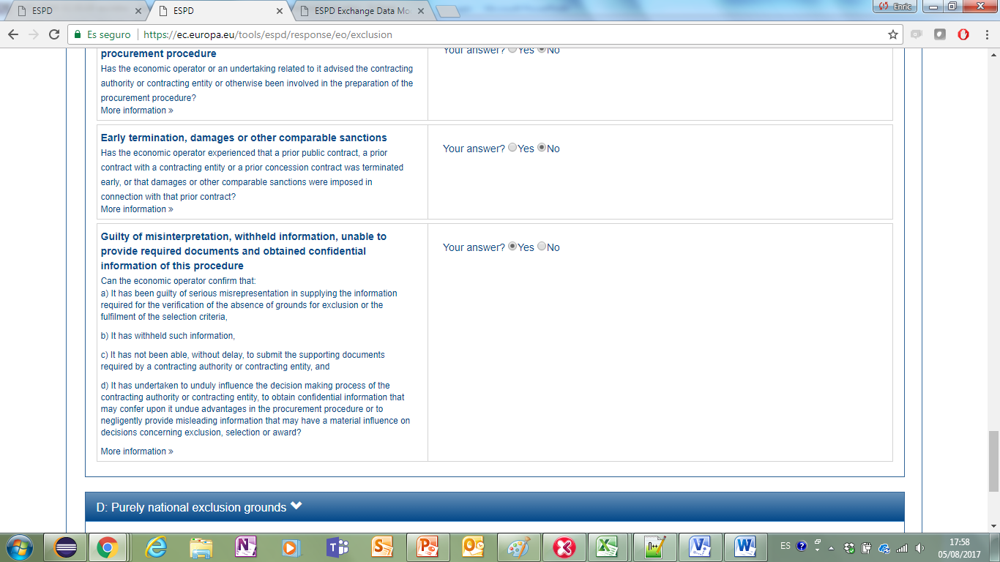 ESPD
ESPD
ESPD Exchange Data Mo
Enric
Es seguro
https://ec.europa.eu/tools/espd/response/eo/exclusion
procurement procedure
Your answer? Yes No
Has the economic operator or an undertaking related to it advised the contracting
authority or contracting entity or otherwise been involved in the preparation of the
procurement procedure?
More information »
Early termination, damages or other comparable sanctions
Your answer? Yes No
Has the economic operator experienced that a prior public contract, a prior
contract with a contracting entity or a prior concession contract was terminated
early, or that damages or other comparable sanctions were imposed in
connection with that prior contract?
More information »
Guilty of misinterpretation, withheld information, unable to
provide required documents and obtained confidential
information of this procedure
Your answer? Yes No
Can the economic operator confirm that:
a) It has been guilty of serious misrepresentation in supplying the information
required for the verification of the absence of grounds for exclusion or the
fulfilment of the selection criteria,
b) It has withheld such information,
c) It has not been able, without delay, to submit the supporting documents
required by a contracting authority or contracting entity, and
d) It has undertaken to unduly influence the decision making process of the
contracting authority or contracting entity, to obtain confidential information that
may confer upon it undue advantages in the procurement procedure or to
negligently provide misleading information that may have a material influence on
decisions concerning exclusion, selection or award?
More information »
D: Purely national exclusion grounds
ES
17:58
05/08/2017